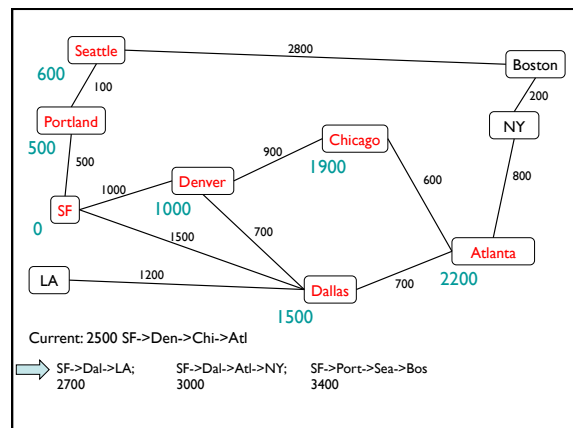 2800
Seattle
Boston
600
100
200
Portland
NY
Chicago
500
900
500
1900
800
1000
Denver
600
SF
1000
0
700
1500
Atlanta
LA
1200
700
2200
Dallas
1500
Current: 2500 SF->Den->Chi->Atl
SF->Dal->LA; SF->Dal->Atl->NY; SF->Port->Sea->Bos
2700 3000 3400